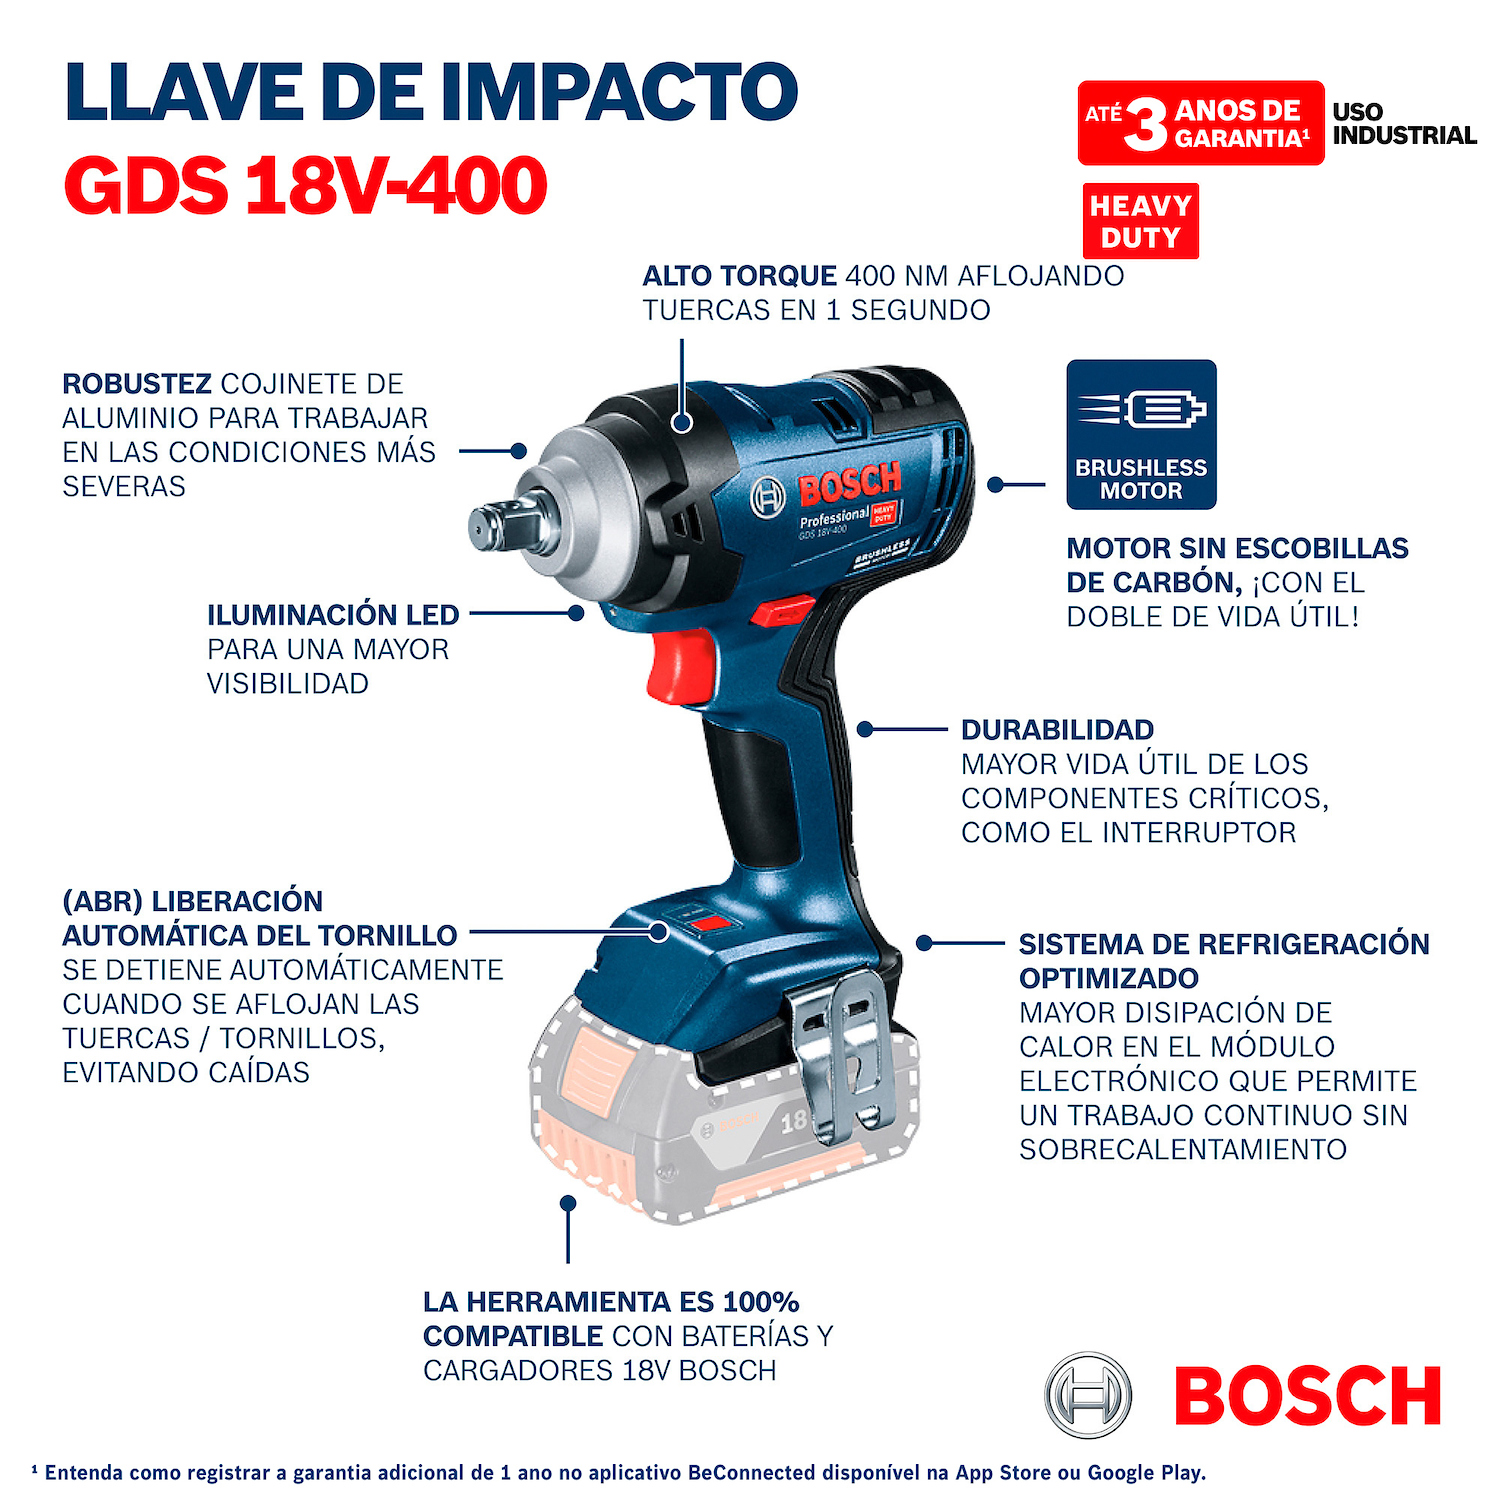 LLAVE DE IMPACTO
GDS 18V-400
ATÉ 3 ANOS DE
GARANTIA¹
USO
INDUSTRIAL
HEAVY
DUTY
ALTO TORQUE 400 NM AFLOJANDO
TUERCAS EN 1 SEGUNDO
ROBUSTEZ COJINETE DE
ALUMINIO PARA TRABAJAR
EN LAS CONDICIONES MÁS
SEVERAS
BRUSHLESS
MOTOR
BOSCH
Professional
HEAVY
DUTY
GDS 18V-400
BRUSHLESS
MOTOR
MOTOR SIN ESCOBILLAS
DE CARBÓN, ¡CON EL
DOBLE DE VIDA ÚTIL!
ILUMINACIÓN LED
PARA UNA MAYOR
VISIBILIDAD
DURABILIDAD
MAYOR VIDA ÚTIL DE LOS
COMPONENTES CRÍTICOS,
COMO EL INTERRUPTOR
(ABR) LIBERACIÓN
AUTOMÁTICA DEL TORNILLO
SE DETIENE AUTOMÁTICAMENTE
CUANDO SE AFLOJAN LAS
TUERCAS / TORNILLOS,
EVITANDO CAÍDAS
SISTEMA DE REFRIGERACIÓN
OPTIMIZADO
MAYOR DISIPACIÓN DE
CALOR EN EL MÓDULO
ELECTRÓNICO QUE PERMITE
UN TRABAJO CONTINUO SIN
SOBRECALENTAMIENTO
BOSCH
18
LA HERRAMIENTA ES 100%
COMPATIBLE CON BATERÍAS Y
CARGADORES 18V BOSCH
BOSCH
¹ Entenda como registrar a garantia adicional de 1 ano no aplicativo BeConnected disponível na App Store ou Google Play.